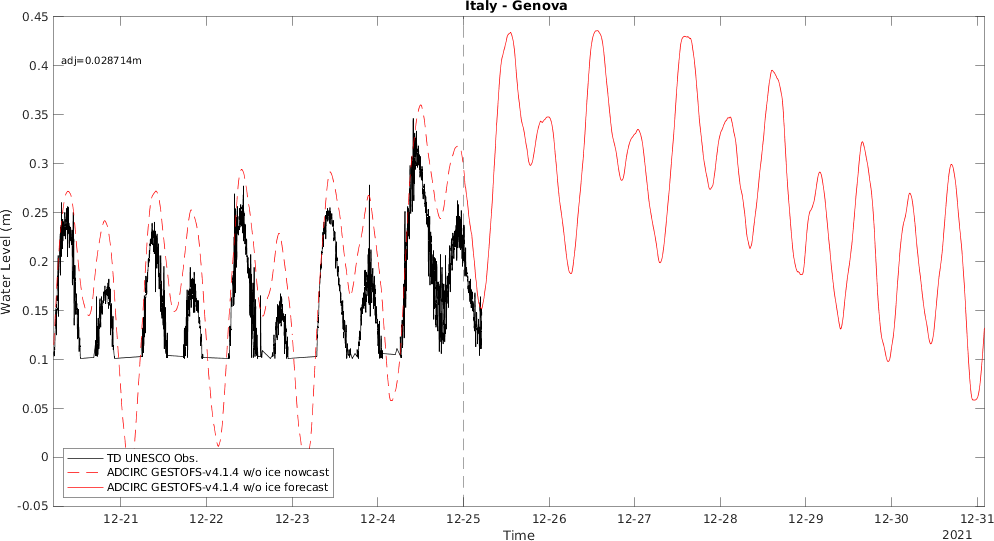 Italy - Genova
adj=0.028714m
Water Level (m)
0.45
0.4
0.35
0.3
0.25
0.2
0.15
0.1
0.05
0
-0.05
TD UNESCO Obs.
ADCIRC GESTOFS-v4.1.4 w/o ice nowcast
ADCIRC GESTOFS-v4.1.4 w/o ice forecast
12-21 12-22 12-23 12-24 12-25 12-26 12-27 12-28 12-29 12-30 12-31
Time
2021